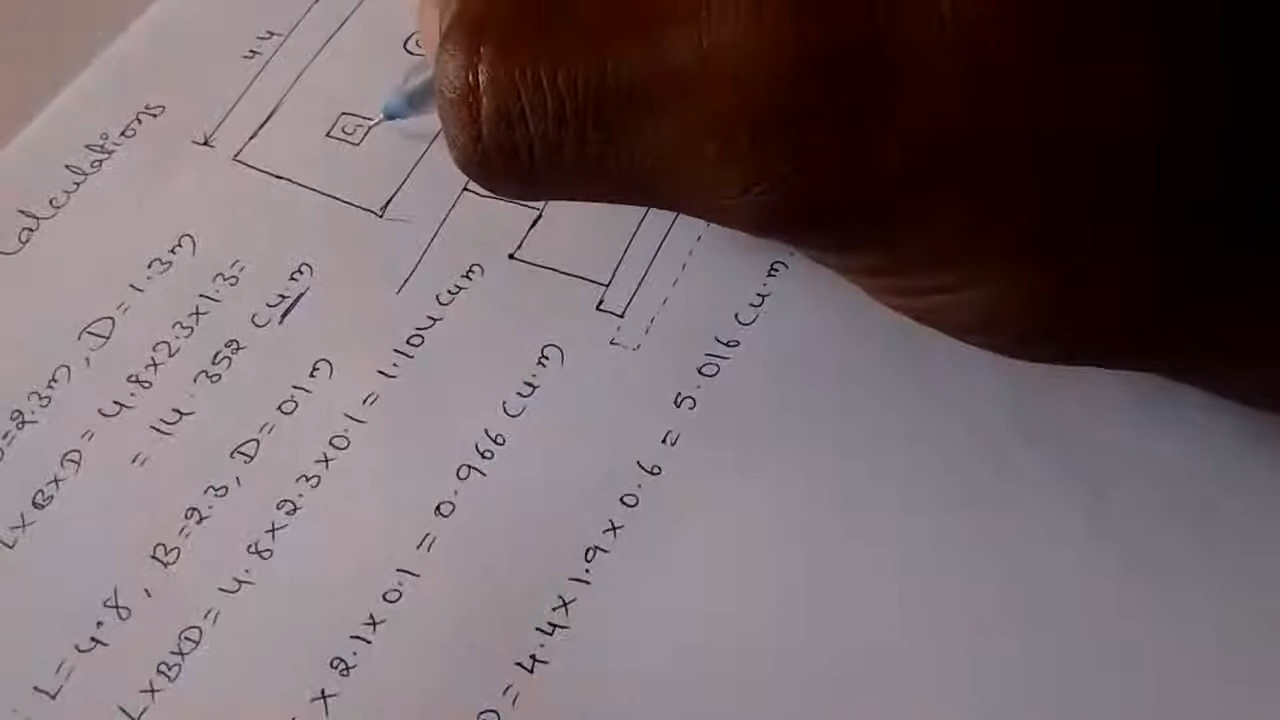 4.4
Calculations
=2.3m, D=1.3m
L×B×D= 4.8×2.3×1.3=
= 14.352 Cu.m
L=4.8, B=2.3, D=0.1m
L×B×D= 4.8×2.3×0.1= 1.104 Cum
× 2.1×0.1 = 0.966 Cu.m
= 4.4×1.9×0.6 = 5.016 Cu.m.